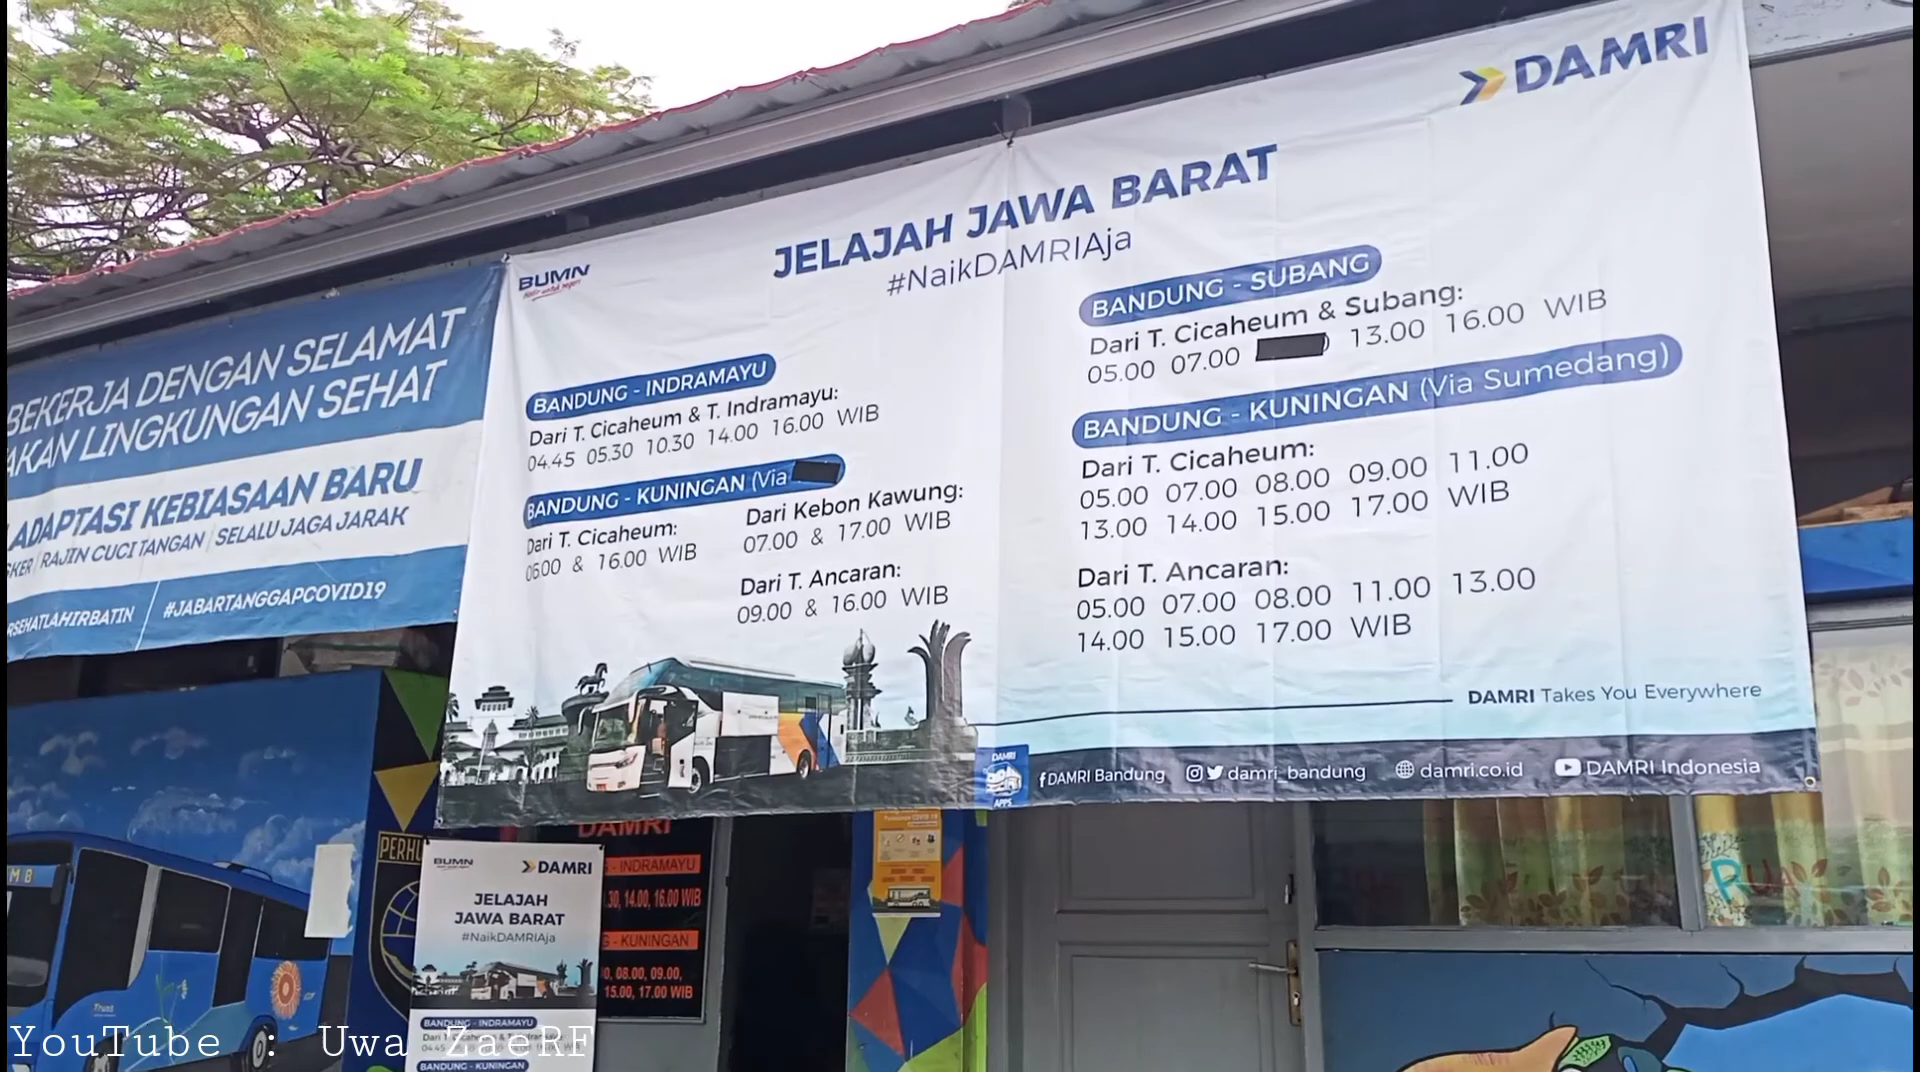 BEKERJA DENGAN SELAMAT
AKAN LINGKUNGAN SEHAT
ADAPTASI KEBIASAAN BARU
RAJIN CUCI TANGAN / SELALU JAGA JARAK
#JABARTANGGAPCOVID19
BUMN
DAMRI
JELAJAH JAWA BARAT
#NaikDAMRIAja
BANDUNG - INDRAMAYU
Dari T. Cicaheum & T. Indramayu:
04.45 05.30 10.30 14.00 16.00 WIB
BANDUNG - KUNINGAN (Via
Dari T. Cicaheum:
06.00 & 16.00 WIB
Dari Kebon Kawung:
07.00 & 17.00 WIB
Dari T. Ancaran:
09.00 & 16.00 WIB
BANDUNG - SUBANG
Dari T. Cicaheum & Subang:
05.00 07.00 13.00 16.00 WIB
BANDUNG - KUNINGAN (Via Sumedang)
Dari T. Cicaheum:
05.00 07.00 08.00 09.00 11.00
13.00 14.00 15.00 17.00 WIB
Dari T. Ancaran:
05.00 07.00 08.00 11.00 13.00
14.00 15.00 17.00 WIB
DAMRI Takes You Everywhere
DAMRI
APPS
DAMRI Bandung damri_bandung damri.co.id DAMRI Indonesia
DAMRI
- INDRAMAYU
.30, 14.00, 16.00 WIB
- KUNINGAN
08.00, 09.00,
15.00, 17.00 WIB
PERHU
BUMN
DAMRI
JELAJAH
JAWA BARAT
#NaikDAMRIAja
BANDUNG - INDRAMAYU
BANDUNG - KUNINGAN
Trust
YouTube : Uwa ZaeRF